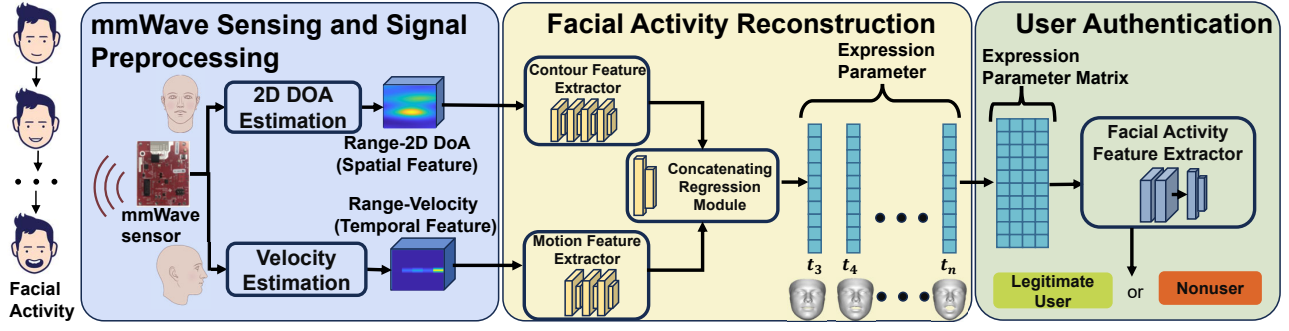 Facial
Activity
mmWave Sensing and Signal
Preprocessing
2D DOA
Estimation
Range-2D DoA
(Spatial Feature)
mmWave
sensor
Range-Velocity
(Temporal Feature)
Velocity
Estimation
Facial Activity Reconstruction
Contour Feature
Extractor
Expression
Parameter
Concatenating
Regression
Module
Motion Feature
Extractor
t₃ t₄ tₙ
User Authentication
Expression
Parameter Matrix
Facial Activity
Feature Extractor
Legitimate
User
or
Nonuser